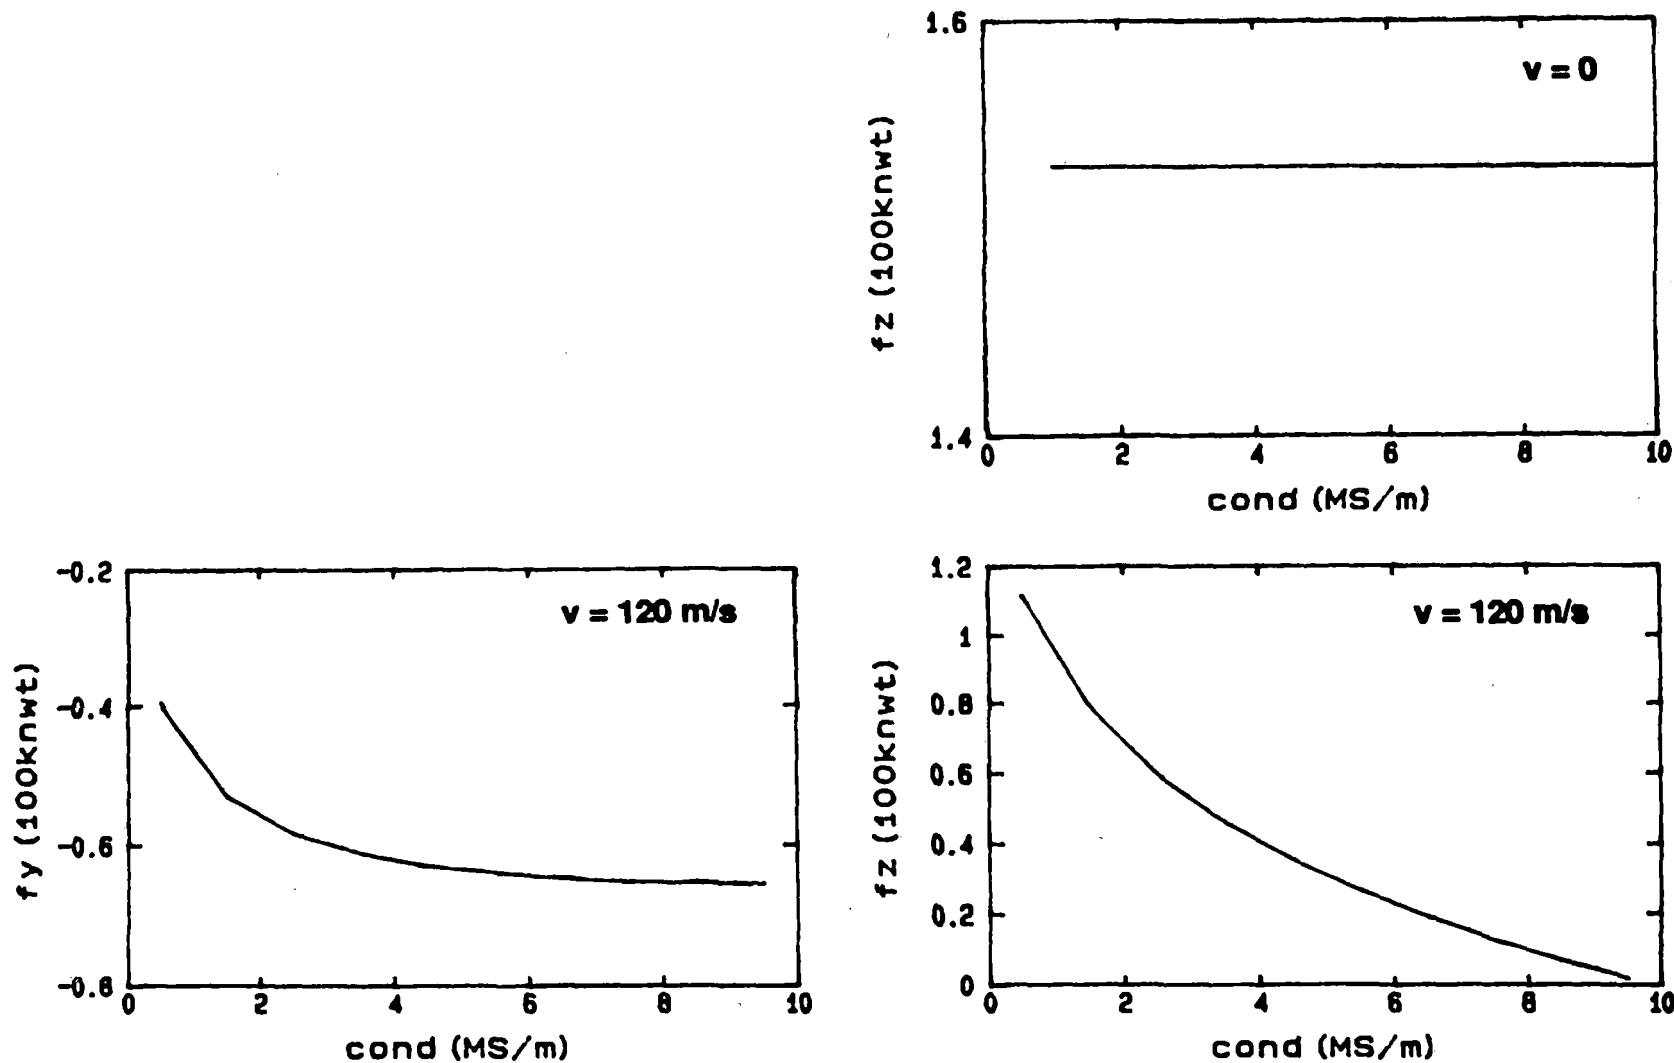 1.6
v = 0
fz (100knwt)
1.4
0 2 4 6 8 10
cond (MS/m)
-0.2
v = 120 m/s
fy (100knwt)
-0.4
-0.6
-0.8
0 2 4 6 8 10
cond (MS/m)
1.2
v = 120 m/s
1
fz (100knwt)
0.8
0.6
0.4
0.2
0
0 2 4 6 8 10
cond (MS/m)